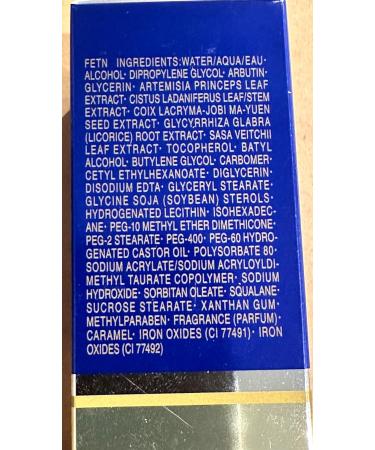 FETN INGREDIENTS:WATER/AQUA/EAU·
ALCOHOL· DIPROPYLENE GLYCOL· ARBUTIN·
GLYCERIN· ARTEMISIA PRINCEPS LEAF
EXTRACT· CISTUS LADANIFERUS LEAF/STEM
EXTRACT· COIX LACRYMA-JOBI MA-YUEN
SEED EXTRACT· GLYCYRRHIZA GLABRA
(LICORICE) ROOT EXTRACT· SASA VEITCHII
LEAF EXTRACT· TOCOPHEROL· BATYL
ALCOHOL· BUTYLENE GLYCOL· CARBOMER·
CETYL ETHYLHEXANOATE· DIGLYCERIN·
DISODIUM EDTA· GLYCERYL STEARATE·
GLYCINE SOJA (SOYBEAN) STEROLS·
HYDROGENATED LECITHIN· ISOHEXADEC-
ANE· PEG-10 METHYL ETHER DIMETHICONE·
PEG-2 STEARATE· PEG-400· PEG-60 HYDRO-
GENATED CASTOR OIL· POLYSORBATE 80·
SODIUM ACRYLATE/SODIUM ACRYLOYLDI-
METHYL TAURATE COPOLYMER· SODIUM
HYDROXIDE· SORBITAN OLEATE· SQUALANE·
SUCROSE STEARATE· XANTHAN GUM·
METHYLPARABEN· FRAGRANCE (PARFUM)·
CARAMEL· IRON OXIDES (CI 77491)· IRON
OXIDES (CI 77492)